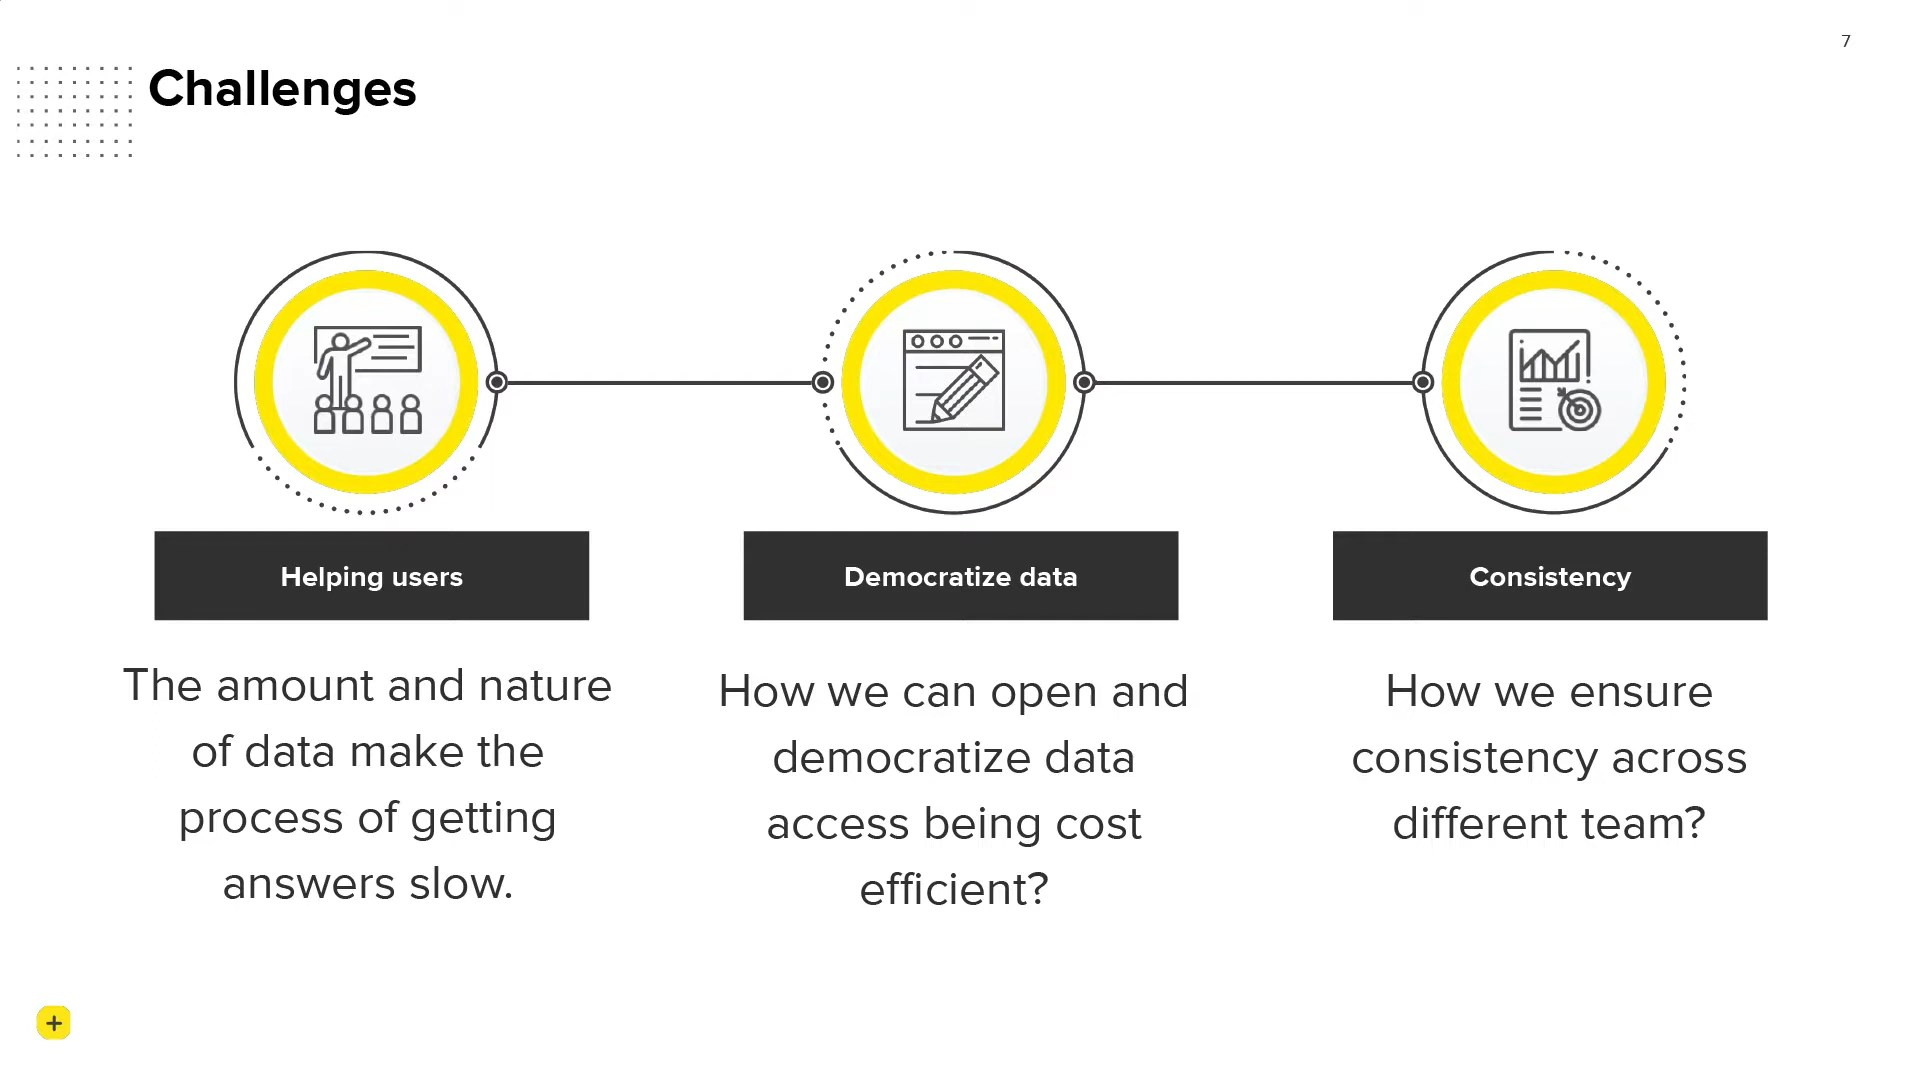 7
Challenges
Helping users
The amount and nature
of data make the
process of getting
answers slow.
Democratize data
How we can open and
democratize data
access being cost
efficient?
Consistency
How we ensure
consistency across
different team?